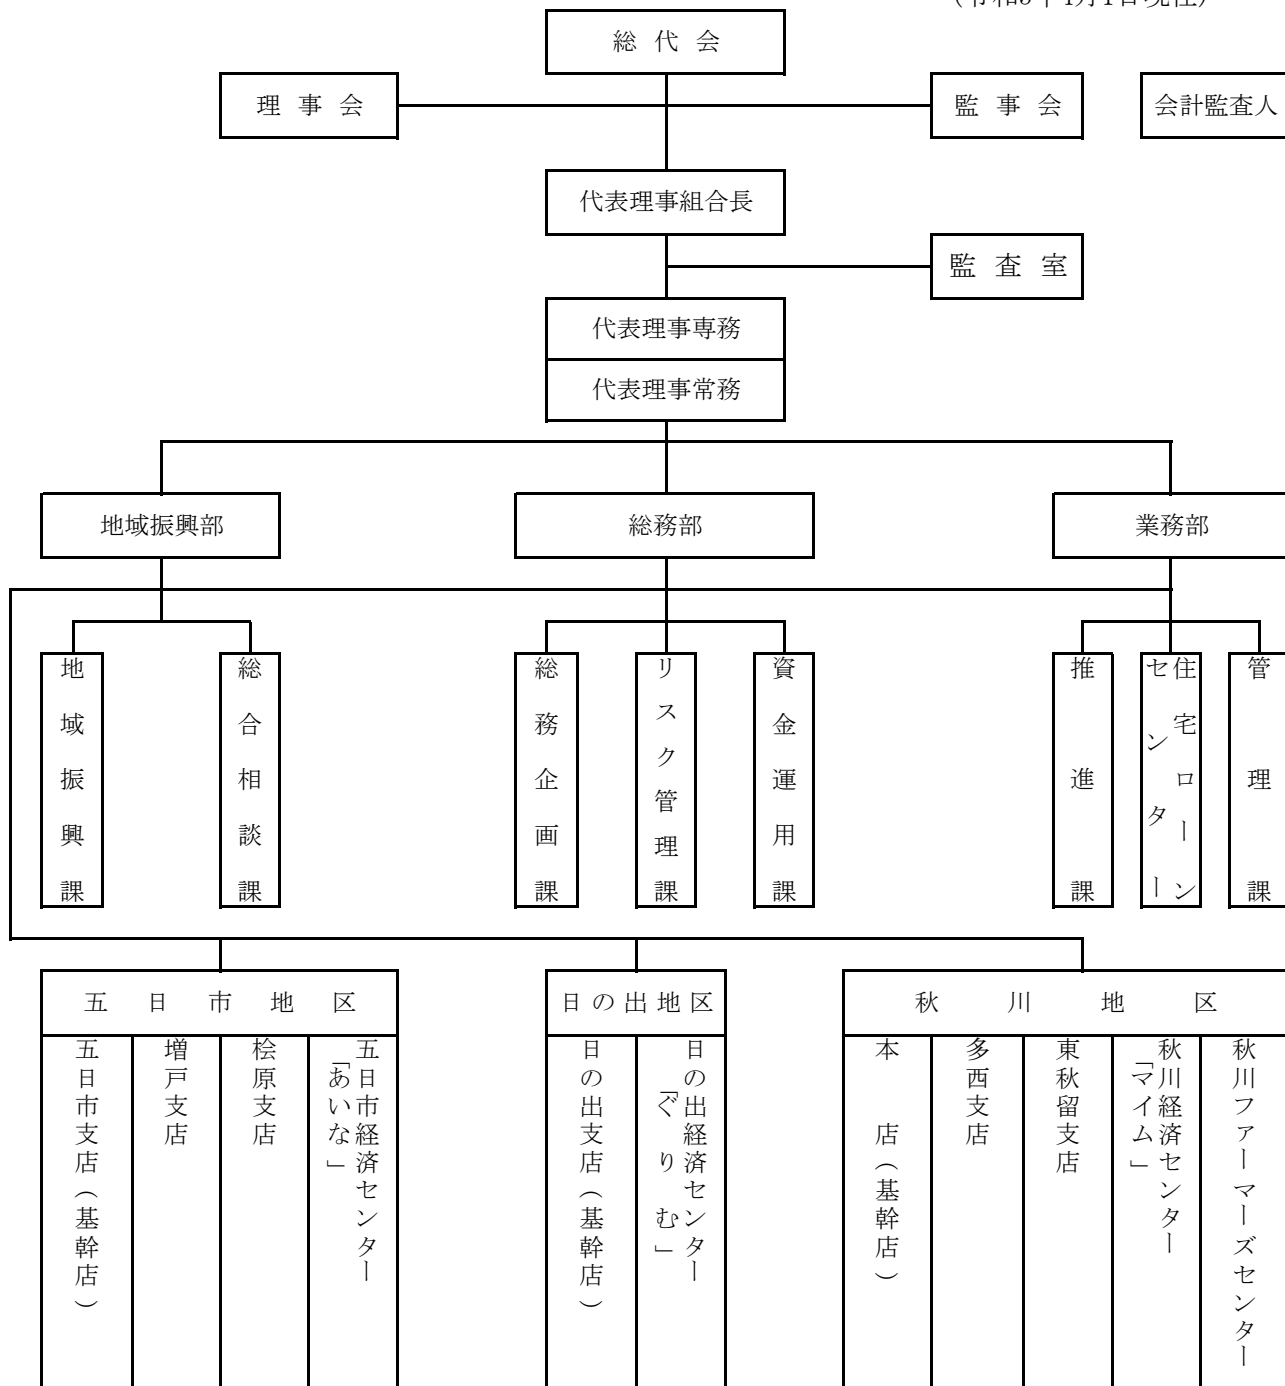 総代会
理事会
監事会
会計監査人
代表理事組合長
監査室
代表理事専務
代表理事常務
地域振興部
総務部
業務部
地域振興課
総合相談課
総務企画課
リスク管理課
資金運用課
推進課
住宅ローン
センター
管理課
五日市地区
日の出地区
秋川地区
五日市支店(基幹店)
増戸支店
桧原支店
五日市経済センター
「あいな」
日の出支店(基幹店)
日の出経済センター
「ぐりむ」
本店(基幹店)
多西支店
東秋留支店
秋川経済センター
「マイム」
秋川ファーマーズセンター